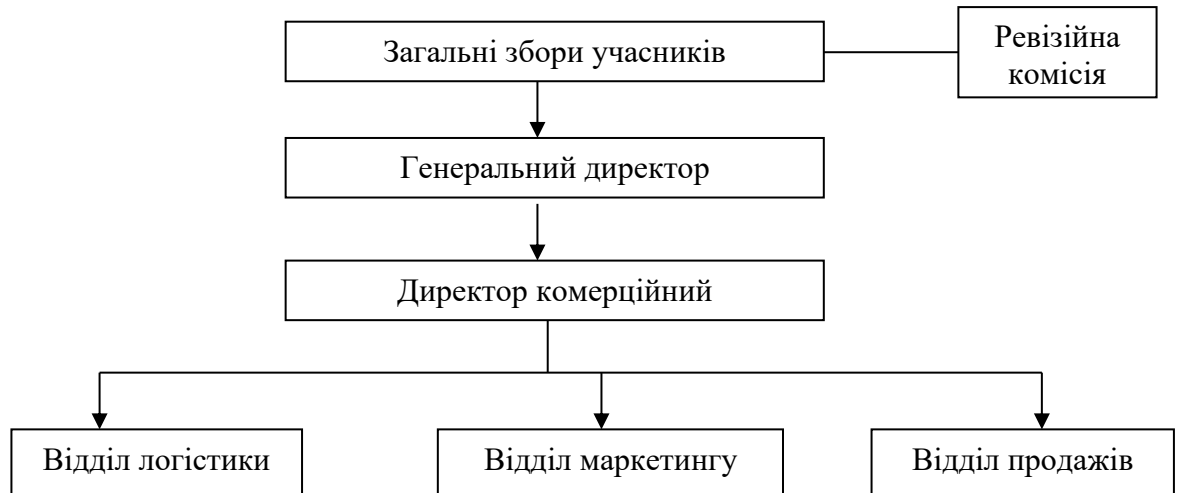 Загальні збори учасників
Ревізійна
комісія
Генеральний директор
Директор комерційний
Відділ логістики
Відділ маркетингу
Відділ продажів